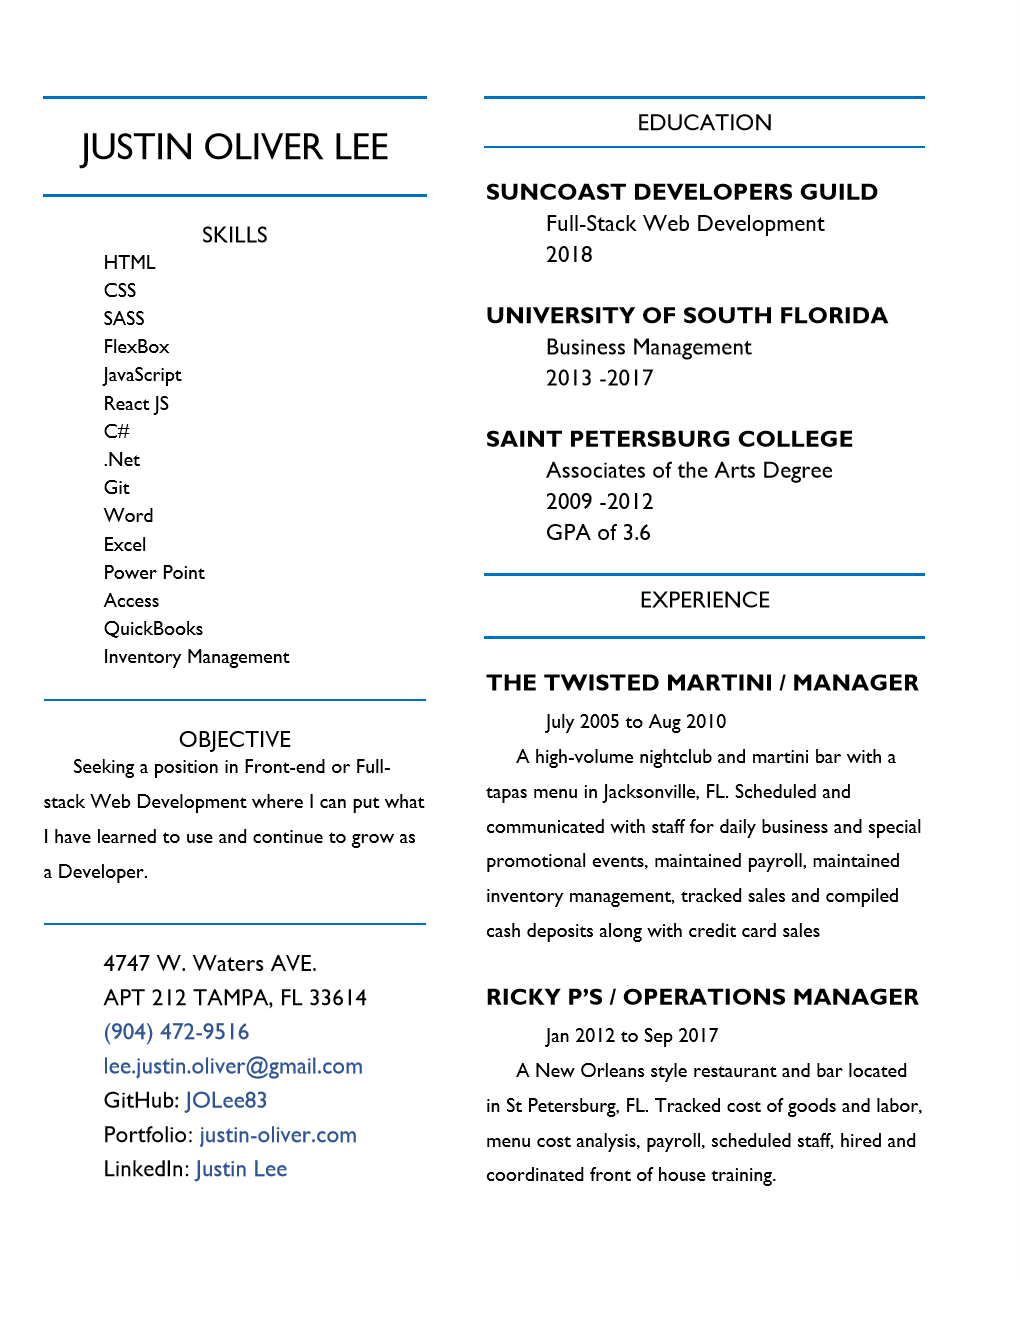 JUSTIN OLIVER LEE
SKILLS
HTML
CSS
SASS
FlexBox
JavaScript
React JS
C#
.Net
Git
Word
Excel
Power Point
Access
QuickBooks
Inventory Management
OBJECTIVE
Seeking a position in Front-end or Full-
stack Web Development where I can put what
I have learned to use and continue to grow as
a Developer.
4747 W. Waters AVE.
APT 212 TAMPA, FL 33614
(904) 472-9516
lee.justin.oliver@gmail.com
GitHub: JOLee83
Portfolio: justin-oliver.com
LinkedIn: Justin Lee
EDUCATION
SUNCOAST DEVELOPERS GUILD
Full-Stack Web Development
2018
UNIVERSITY OF SOUTH FLORIDA
Business Management
2013 -2017
SAINT PETERSBURG COLLEGE
Associates of the Arts Degree
2009 -2012
GPA of 3.6
EXPERIENCE
THE TWISTED MARTINI / MANAGER
July 2005 to Aug 2010
A high-volume nightclub and martini bar with a
tapas menu in Jacksonville, FL. Scheduled and
communicated with staff for daily business and special
promotional events, maintained payroll, maintained
inventory management, tracked sales and compiled
cash deposits along with credit card sales
RICKY P’S / OPERATIONS MANAGER
Jan 2012 to Sep 2017
A New Orleans style restaurant and bar located
in St Petersburg, FL. Tracked cost of goods and labor,
menu cost analysis, payroll, scheduled staff, hired and
coordinated front of house training.